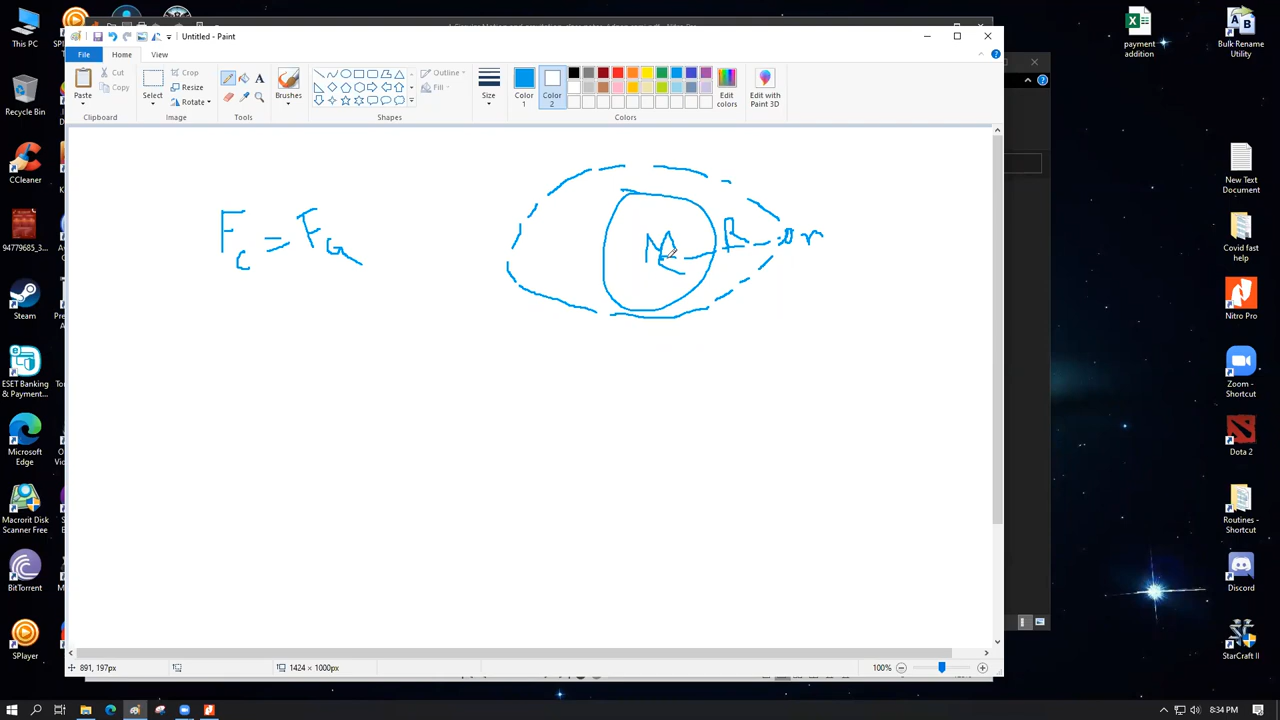 This PC
Recycle Bin
CCleaner
94779685_3...
Steam
ESET Banking
& Payment...
Microsoft
Edge
Macrorit Disk
Scanner Free
BitTorrent
SPlayer
Untitled - Paint
File
Home
View
Paste
Cut
Copy
Clipboard
Select
Crop
Resize
Rotate
Image
A
Tools
Brushes
Shapes
Outline
Fill
Size
Color
1
Color
2
Colors
Edit
colors
Edit with
Paint 3D
F_C = F_G
M R m
891, 197px
1424 × 1000px
100%
payment
addition
Bulk Rename
Utility
New Text
Document
Covid fast
help
Nitro Pro
Zoom -
Shortcut
Dota 2
Routines -
Shortcut
Discord
StarCraft II
8:34 PM